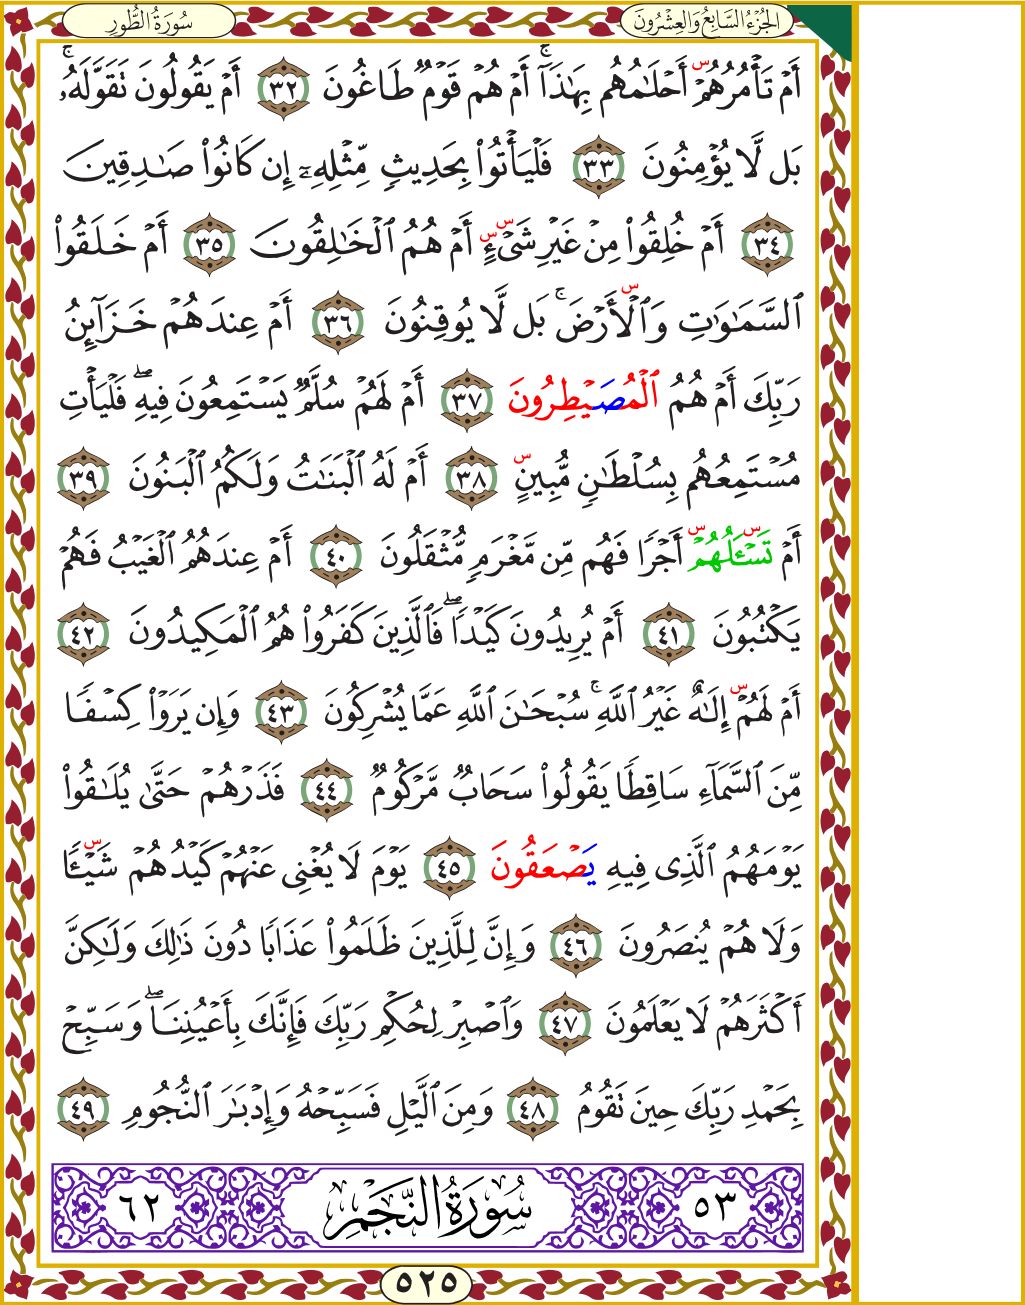 الجُزْءُ السَّابِعُ وَالعِشْرُونَ
سُورَةُ الطُّورِ
أَمْ تَأْمُرُهُمْ أَحْلَٰمُهُم بِهَٰذَآ ۚ أَمْ هُمْ قَوْمٌ طَاغُونَ ٣٢ أَمْ يَقُولُونَ تَقَوَّلَهُۥ ۚ
بَل لَّا يُؤْمِنُونَ ٣٣ فَلْيَأْتُوا۟ بِحَدِيثٍ مِّثْلِهِۦٓ إِن كَانُوا۟ صَٰدِقِينَ
٣٤ أَمْ خُلِقُوا۟ مِنْ غَيْرِ شَىْءٍ أَمْ هُمُ ٱلْخَٰلِقُونَ ٣٥ أَمْ خَلَقُوا۟
ٱلسَّمَٰوَٰتِ وَٱلْأَرْضَ ۚ بَل لَّا يُوقِنُونَ ٣٦ أَمْ عِندَهُمْ خَزَآئِنُ
رَبِّكَ أَمْ هُمُ ٱلْمُصَيْطِرُونَ ٣٧ أَمْ لَهُمْ سُلَّمٌ يَسْتَمِعُونَ فِيهِ ۖ فَلْيَأْتِ
مُسْتَمِعُهُم بِسُلْطَٰنٍ مُّبِينٍ ٣٨ أَمْ لَهُ ٱلْبَنَٰتُ وَلَكُمُ ٱلْبَنُونَ ٣٩
أَمْ تَسْـَٔلُهُمْ أَجْرًا فَهُم مِّن مَّغْرَمٍ مُّثْقَلُونَ ٤٠ أَمْ عِندَهُمُ ٱلْغَيْبُ فَهُمْ
يَكْتُبُونَ ٤١ أَمْ يُرِيدُونَ كَيْدًا ۖ فَٱلَّذِينَ كَفَرُوا۟ هُمُ ٱلْمَكِيدُونَ ٤٢
أَمْ لَهُمْ إِلَٰهٌ غَيْرُ ٱللَّهِ ۚ سُبْحَٰنَ ٱللَّهِ عَمَّا يُشْرِكُونَ ٤٣ وَإِن يَرَوْا۟ كِسْفًا
مِّنَ ٱلسَّمَآءِ سَاقِطًا يَقُولُوا۟ سَحَابٌ مَّرْكُومٌ ٤٤ فَذَرْهُمْ حَتَّىٰ يُلَٰقُوا۟
يَوْمَهُمُ ٱلَّذِى فِيهِ يَصْعَقُونَ ٤٥ يَوْمَ لَا يُغْنِى عَنْهُمْ كَيْدُهُمْ شَيْـًٔا
وَلَا هُمْ يُنصَرُونَ ٤٦ وَإِنَّ لِلَّذِينَ ظَلَمُوا۟ عَذَابًا دُونَ ذَٰلِكَ وَلَٰكِنَّ
أَكْثَرَهُمْ لَا يَعْلَمُونَ ٤٧ وَٱصْبِرْ لِحُكْمِ رَبِّكَ فَإِنَّكَ بِأَعْيُنِنَا ۖ وَسَبِّحْ
بِحَمْدِ رَبِّكَ حِينَ تَقُومُ ٤٨ وَمِنَ ٱلَّيْلِ فَسَبِّحْهُ وَإِدْبَٰرَ ٱلنُّجُومِ ٤٩
٥٣ سُورَةُ النَّجْمِ ٦٢
٥٢٥